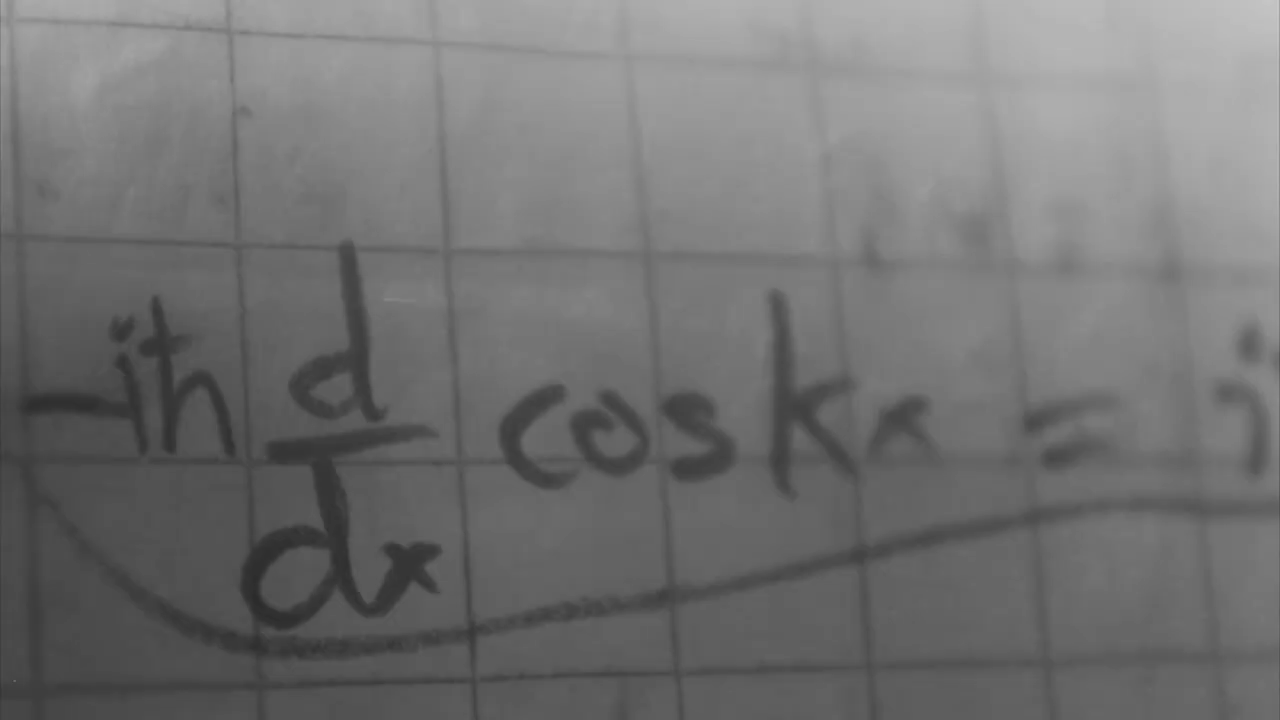 -iħ d/dx cos kx = i